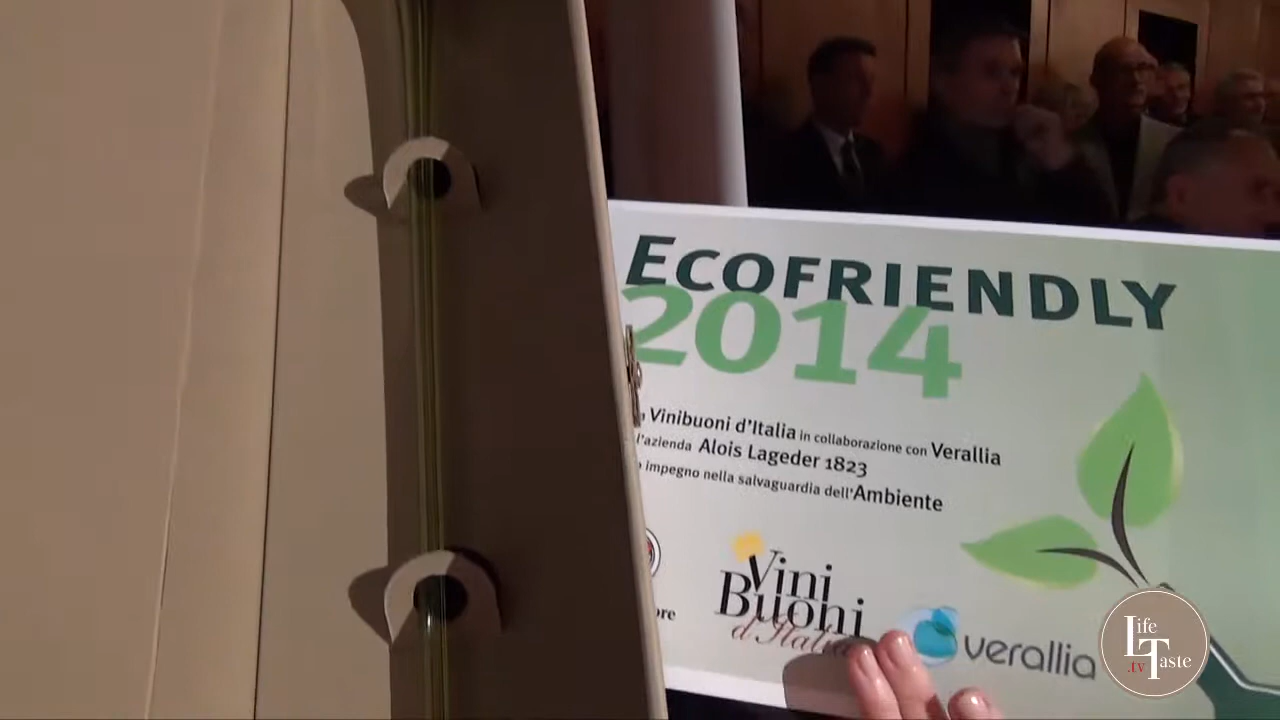 ECOFRIENDLY
2014
Vinibuoni d'Italia in collaborazione con Verallia
l'azienda Alois Lageder 1823
impegno nella salvaguardia dell'Ambiente
Vini
Buoni
d'Italia
verallia
Life
Taste
.tv